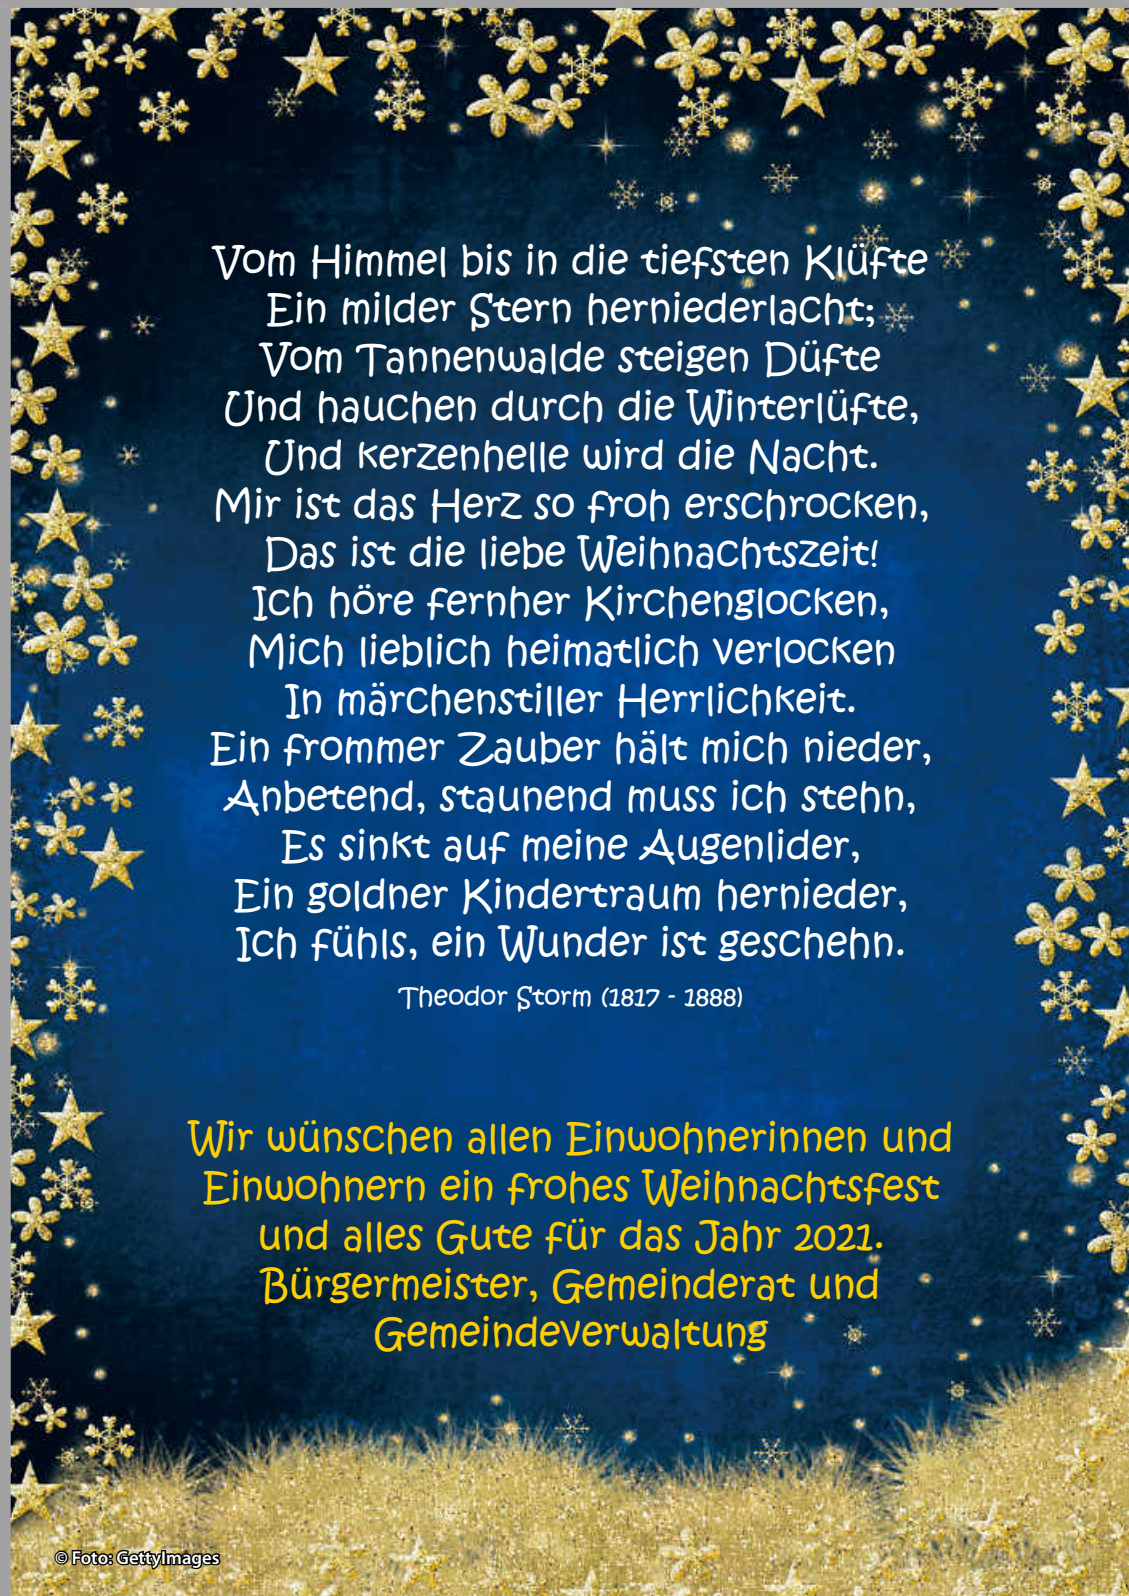 Vom Himmel bis in die tiefsten Klüfte
Ein milder Stern herniederlacht;
Vom Tannenwalde steigen Düfte
Und hauchen durch die Winterlüfte,
Und kerzenhelle wird die Nacht.
Mir ist das Herz so froh erschrocken,
Das ist die liebe Weihnachtszeit!
Ich höre fernher Kirchenglocken,
Mich lieblich heimatlich verlocken
In märchenstiller Herrlichkeit.
Ein frommer Zauber hält mich nieder,
Anbetend, staunend muss ich stehn,
Es sinkt auf meine Augenlider,
Ein goldner Kindertraum hernieder,
Ich fühls, ein Wunder ist geschehn.
Theodor Storm (1817 - 1888)
Wir wünschen allen Einwohnerinnen und
Einwohnern ein frohes Weihnachtsfest
und alles Gute für das Jahr 2021.
Bürgermeister, Gemeinderat und
Gemeindeverwaltung
© Foto: GettyImages